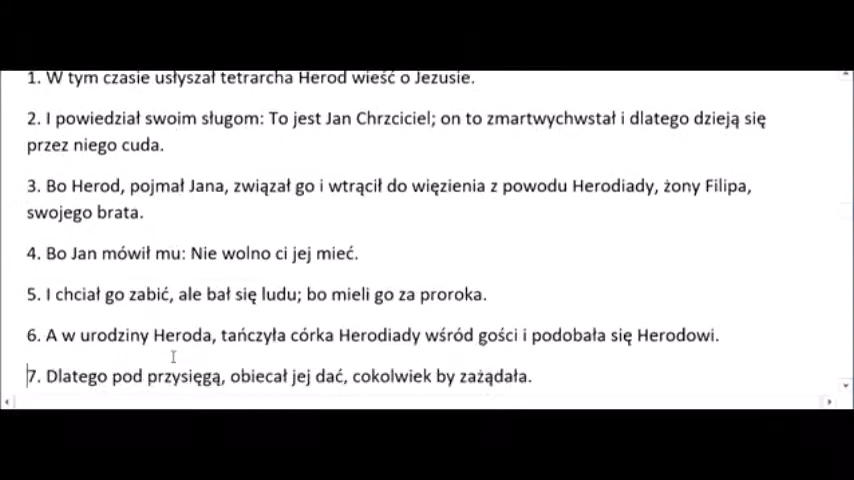 1. W tym czasie usłyszał tetrarcha Herod wieść o Jezusie.
2. I powiedział swoim sługom: To jest Jan Chrzciciel; on to zmartwychwstał i dlatego dzieją się
przez niego cuda.
3. Bo Herod, pojmał Jana, związał go i wtrącił do więzienia z powodu Herodiady, żony Filipa,
swojego brata.
4. Bo Jan mówił mu: Nie wolno ci jej mieć.
5. I chciał go zabić, ale bał się ludu; bo mieli go za proroka.
6. A w urodziny Heroda, tańczyła córka Herodiady wśród gości i podobała się Herodowi.
7. Dlatego pod przysięgą, obiecał jej dać, cokolwiek by zażądała.